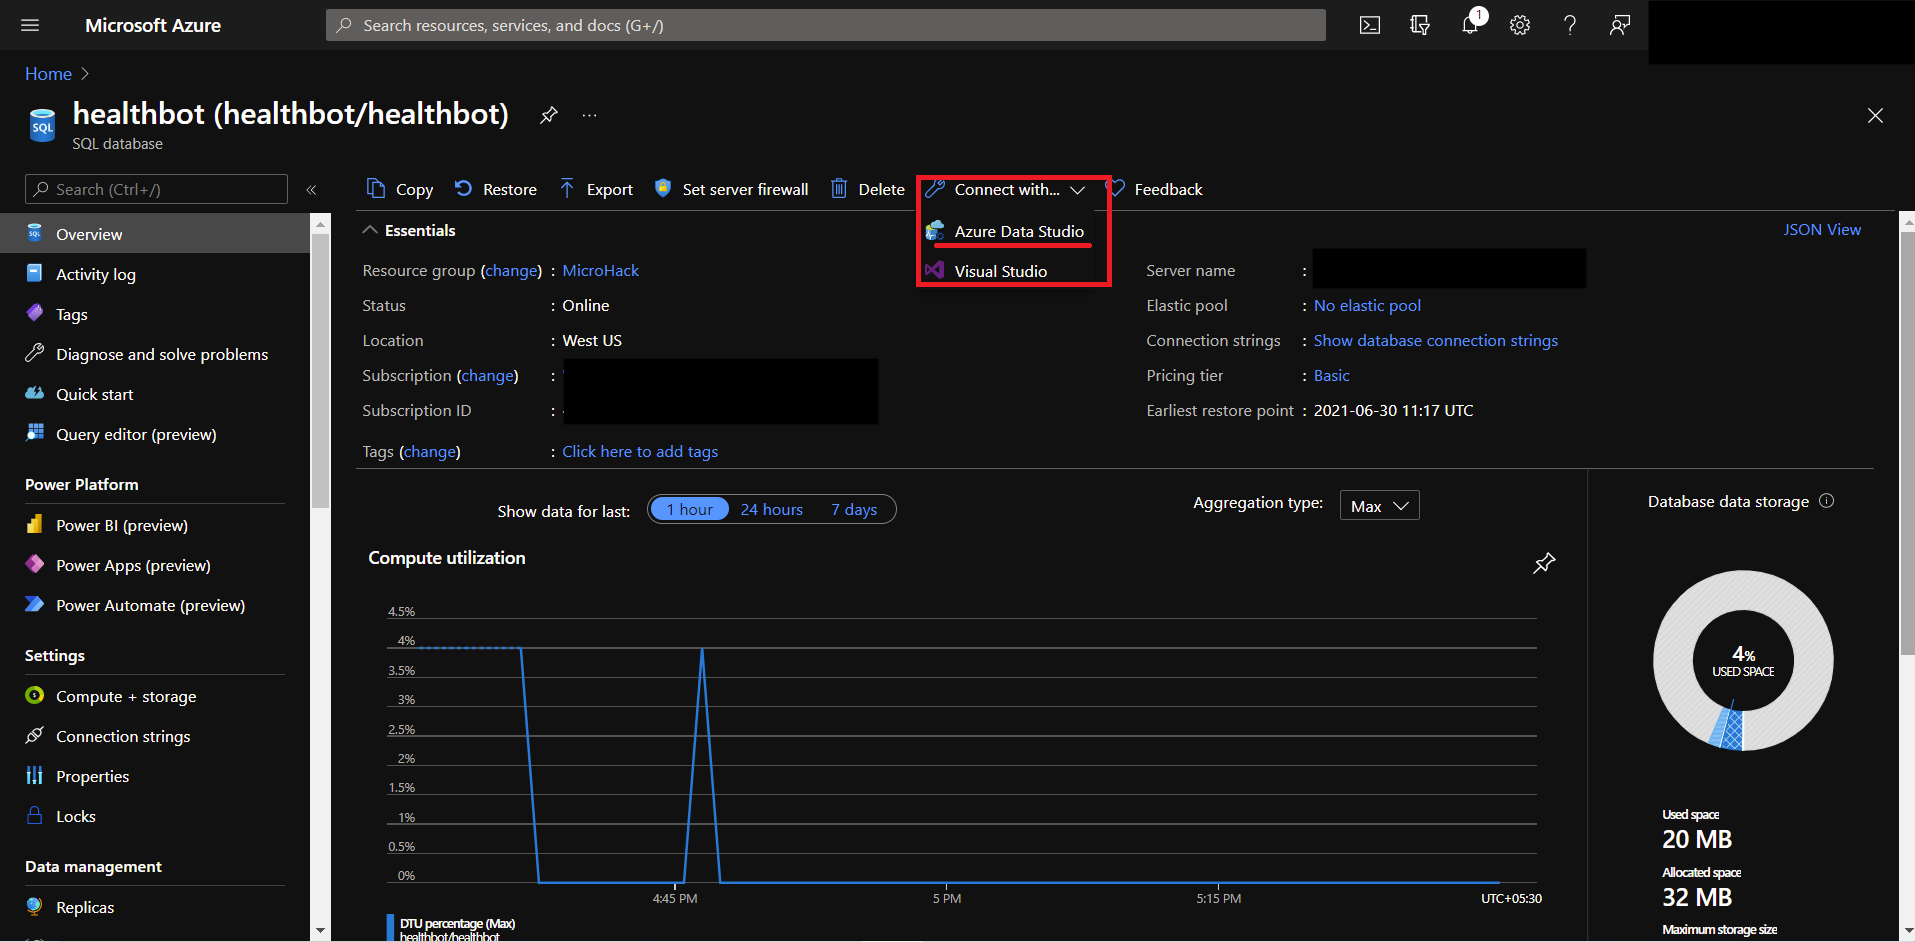 Microsoft Azure
Search resources, services, and docs (G+/)
1
Home
healthbot (healthbot/healthbot)
...
SQL
SQL database
Search (Ctrl+/)
«
Copy
Restore
Export
Set server firewall
Delete
Connect with...
Feedback
Azure Data Studio
Visual Studio
Overview
Activity log
Tags
Diagnose and solve problems
Quick start
Query editor (preview)
Power Platform
Power BI (preview)
Power Apps (preview)
Power Automate (preview)
Settings
Compute + storage
Connection strings
Properties
Locks
Data management
Replicas
Essentials
JSON View
Resource group (change) : MicroHack
Status : Online
Location : West US
Subscription (change) :
Subscription ID :
Tags (change) : Click here to add tags
Server name :
Elastic pool : No elastic pool
Connection strings : Show database connection strings
Pricing tier : Basic
Earliest restore point : 2021-06-30 11:17 UTC
Show data for last: 1 hour 24 hours 7 days
Aggregation type: Max
Compute utilization
4.5%
4%
3.5%
3%
2.5%
2%
1.5%
1%
0.5%
0%
4:45 PM 5 PM 5:15 PM UTC+05:30
DTU percentage (Max)
healthbot/healthbot
Database data storage
4%
USED SPACE
Used space
20 MB
Allocated space
32 MB
Maximum storage size